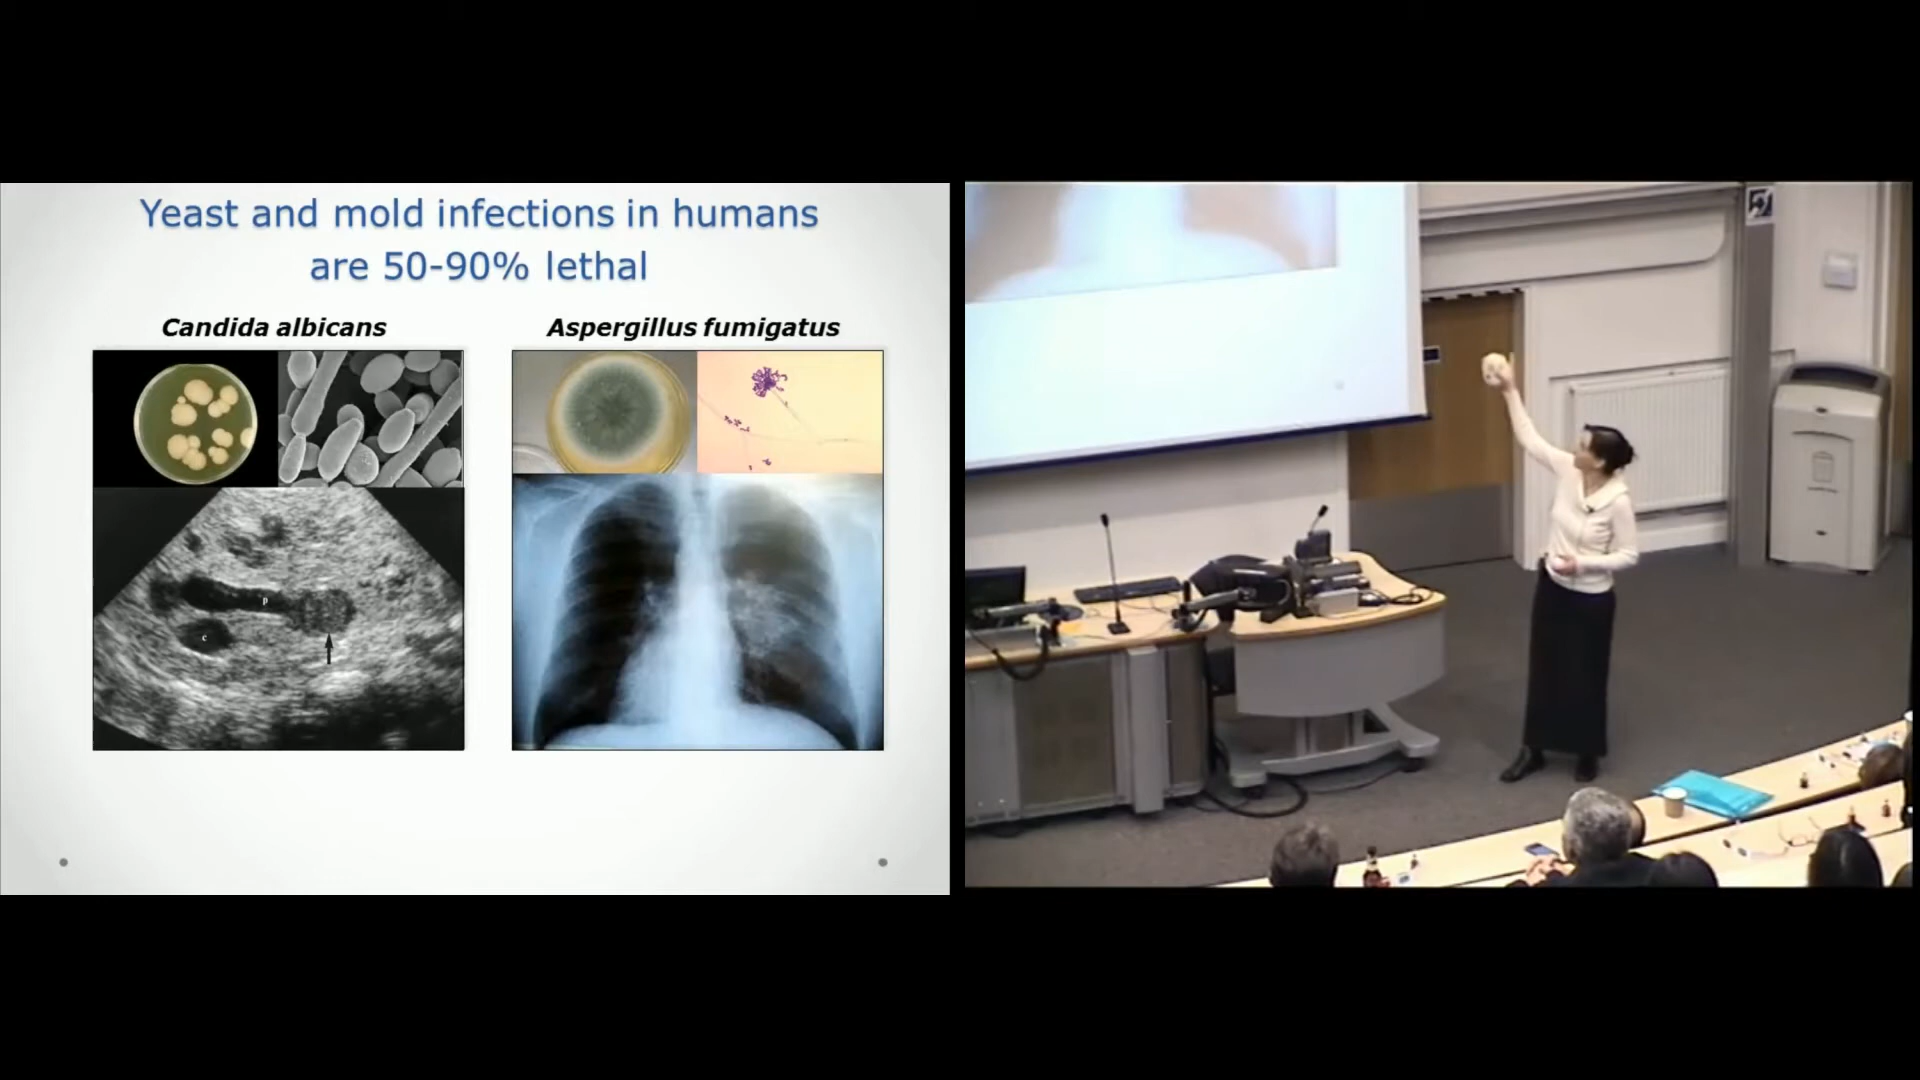 Yeast and mold infections in humans
are 50-90% lethal
Candida albicans
Aspergillus fumigatus
p
c